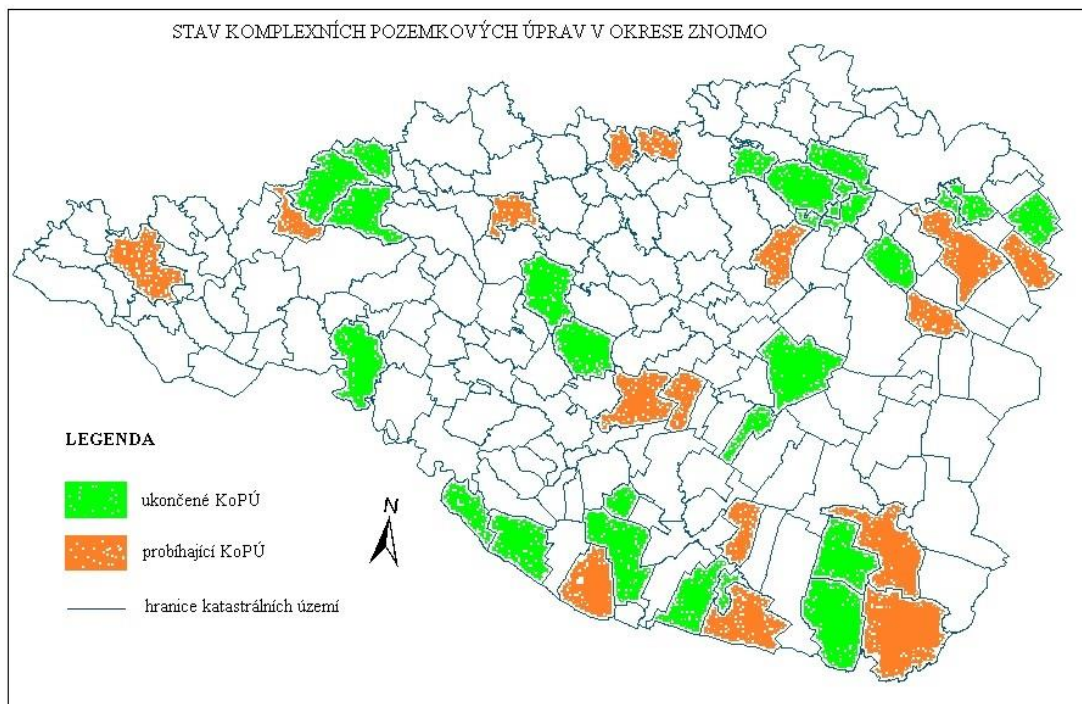 STAV KOMPLEXNÍCH POZEMKOVÝCH ÚPRAV V OKRESE ZNOJMO
LEGENDA
N
ukončené KoPÚ
probíhající KoPÚ
hranice katastrálních území